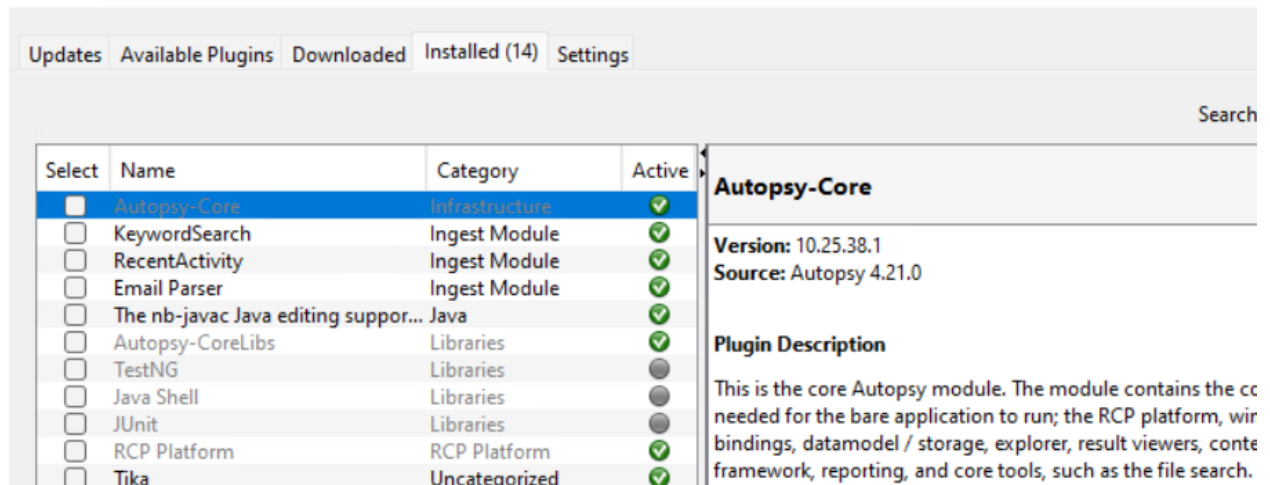 Updates Available Plugins Downloaded Installed (14) Settings
Search
Select Name Category Active
Autopsy-Core Infrastructure
KeywordSearch Ingest Module
RecentActivity Ingest Module
Email Parser Ingest Module
The nb-javac Java editing suppor... Java
Autopsy-CoreLibs Libraries
TestNG Libraries
Java Shell Libraries
JUnit Libraries
RCP Platform RCP Platform
Tika Uncategorized
Autopsy-Core
Version: 10.25.38.1
Source: Autopsy 4.21.0
Plugin Description
This is the core Autopsy module. The module contains the co
needed for the bare application to run; the RCP platform, win
bindings, datamodel / storage, explorer, result viewers, conte
framework, reporting, and core tools, such as the file search.